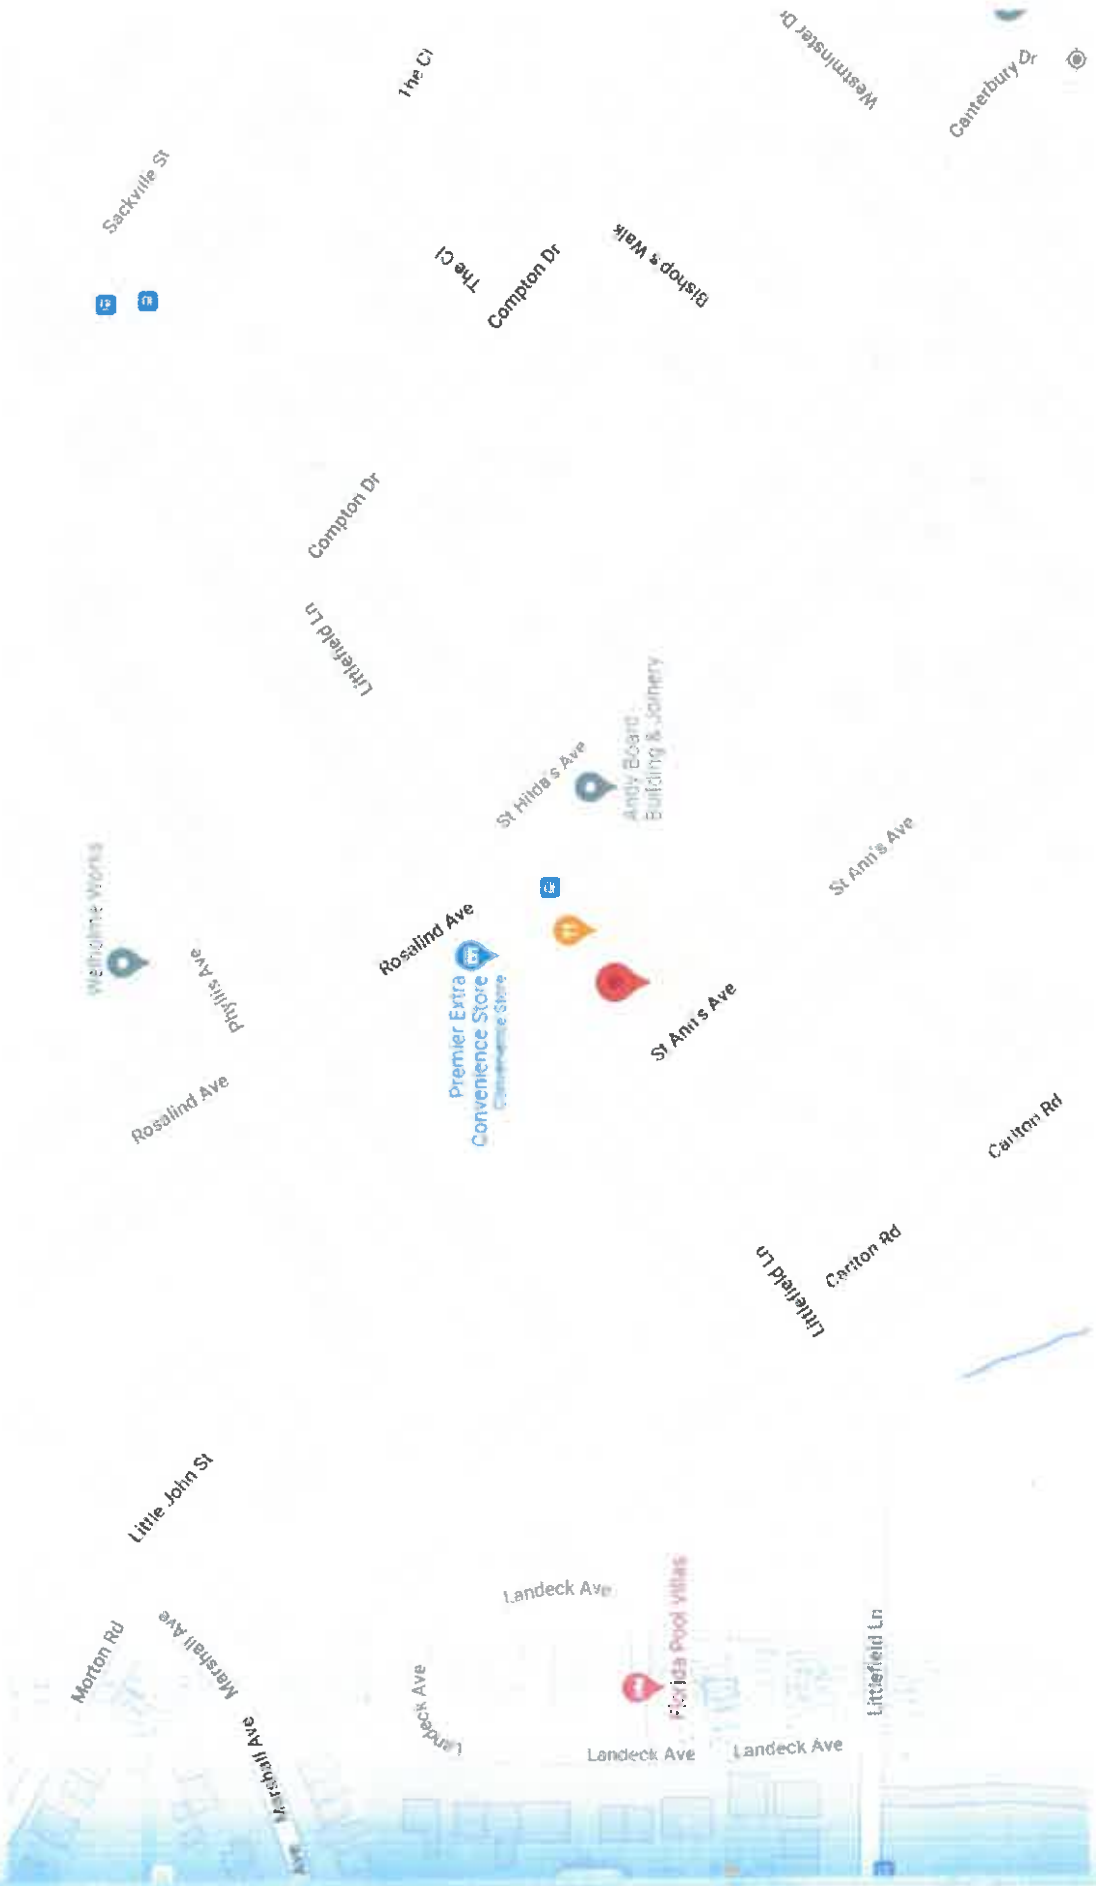 The Cl
Westminster Dr
Canterbury Dr
Sackville St
The Cl
Compton Dr
Bishop's Walk
Compton Dr
Littlefield Ln
St Hilda's Ave
Andy Board
Building & Joinery
St Ann's Ave
Welholme Works
Phyllis Ave
Rosalind Ave
Rosalind Ave
Premier Extra
Convenience Store
Convenience Store
St Ann's Ave
Carlton Rd
Littlefield Ln
Carlton Rd
Little John St
Landeck Ave
Florida Pool Villas
Morton Rd
Marshall Ave
Landeck Ave
Littlefield Ln
Marshall Ave
Landeck Ave
Landeck Ave
Ave